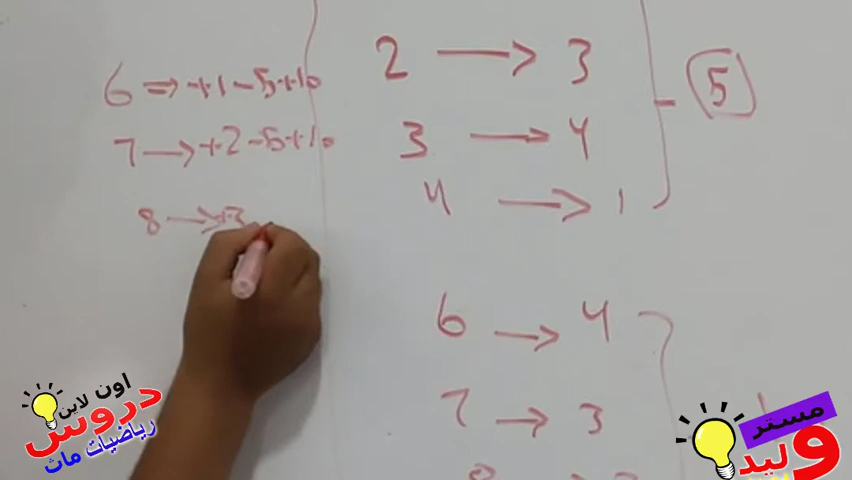 6 ⇒ +1 -5 +10
7 → +2 -5 +10
8 → +3
2 → 3
3 → 4
4 → 1
5
6 → 4
7 → 3
اون لاين
دروس
رياضيات ماث
مستر
وليد